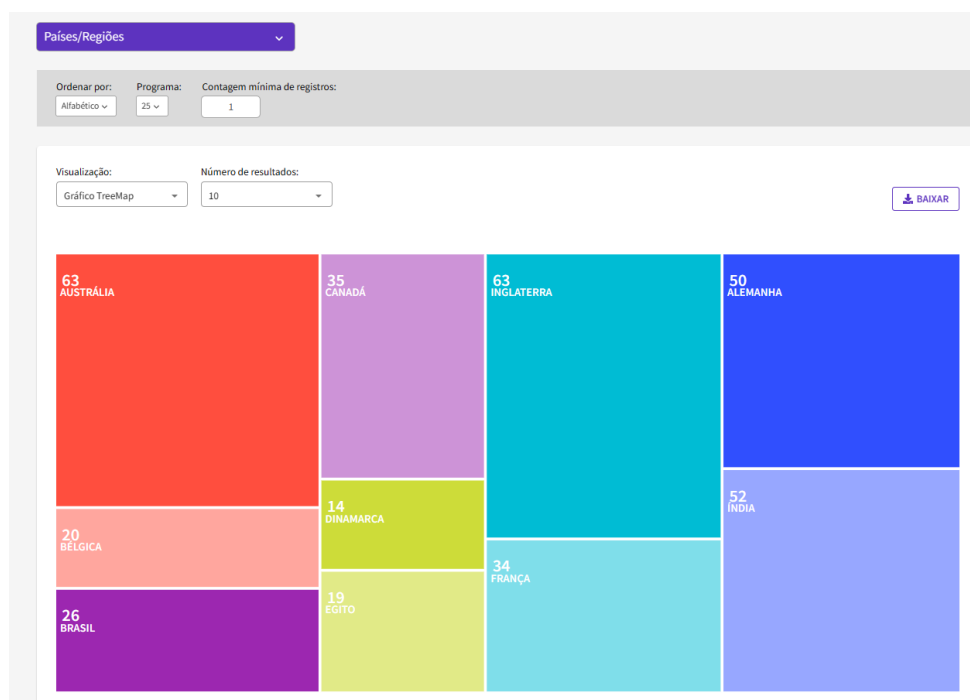 Países/Regiões
Ordenar por: Programa: Contagem mínima de registros:
Alfabético 25 1
Visualização: Número de resultados:
Gráfico TreeMap 10
BAIXAR
63
AUSTRÁLIA
20
BÉLGICA
26
BRASIL
35
CANADÁ
14
DINAMARCA
19
EGITO
63
INGLATERRA
34
FRANÇA
50
ALEMANHA
52
ÍNDIA